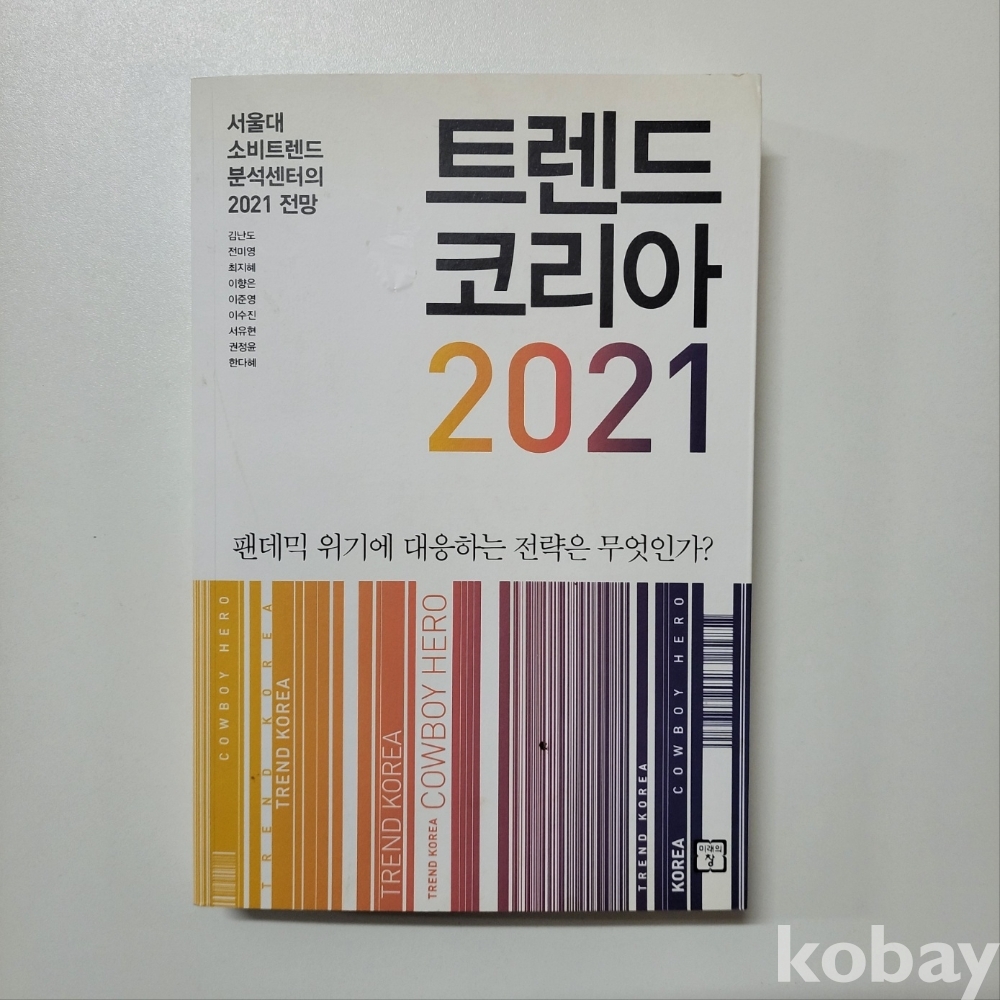 서울대
소비트렌드
분석센터의
2021 전망
김난도
전미영
최지혜
이향은
이준영
이수진
서유현
권정윤
한다혜
트렌드
코리아
2021
팬데믹 위기에 대응하는 전략은 무엇인가?
COWBOY HERO
TREND KOREA
TREND KOREA
TREND KOREA
TREND KOREA
COWBOY HERO
TREND KOREA
KOREA
COWBOY HERO
미래의
창
kobay